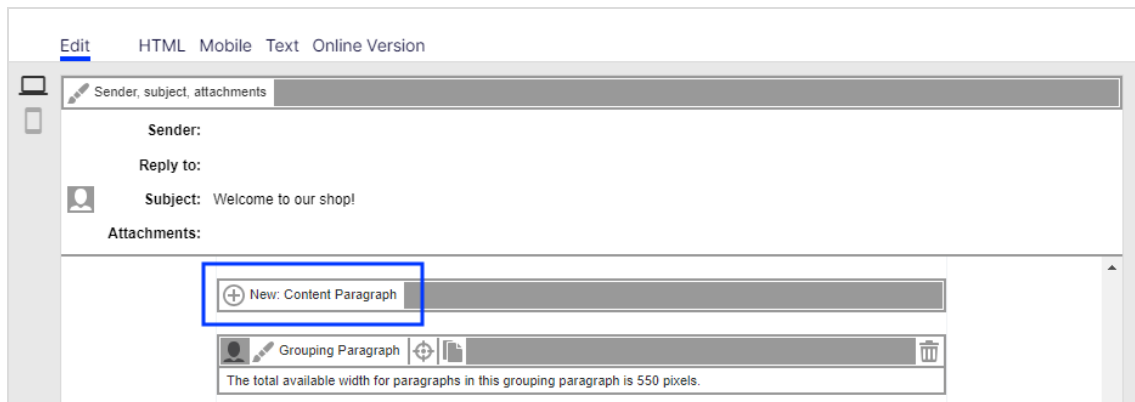 Edit HTML Mobile Text Online Version
Sender, subject, attachments
Sender:
Reply to:
Subject: Welcome to our shop!
Attachments:
New: Content Paragraph
Grouping Paragraph
The total available width for paragraphs in this grouping paragraph is 550 pixels.